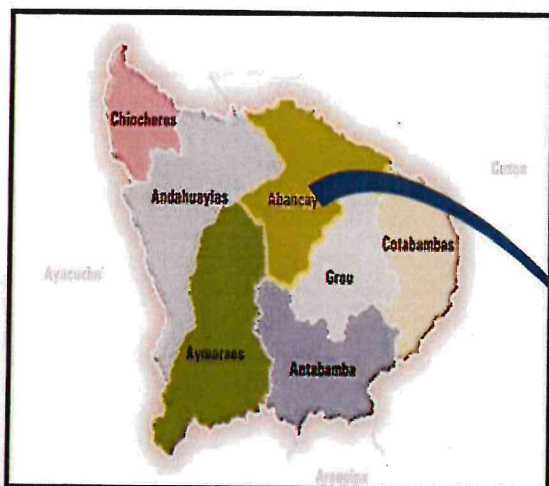 Chincheros
Andahuaylas
Abancay
Cusco
Cotabambas
Ayacucho
Grau
Aymaraes
Antabamba
Arequipa